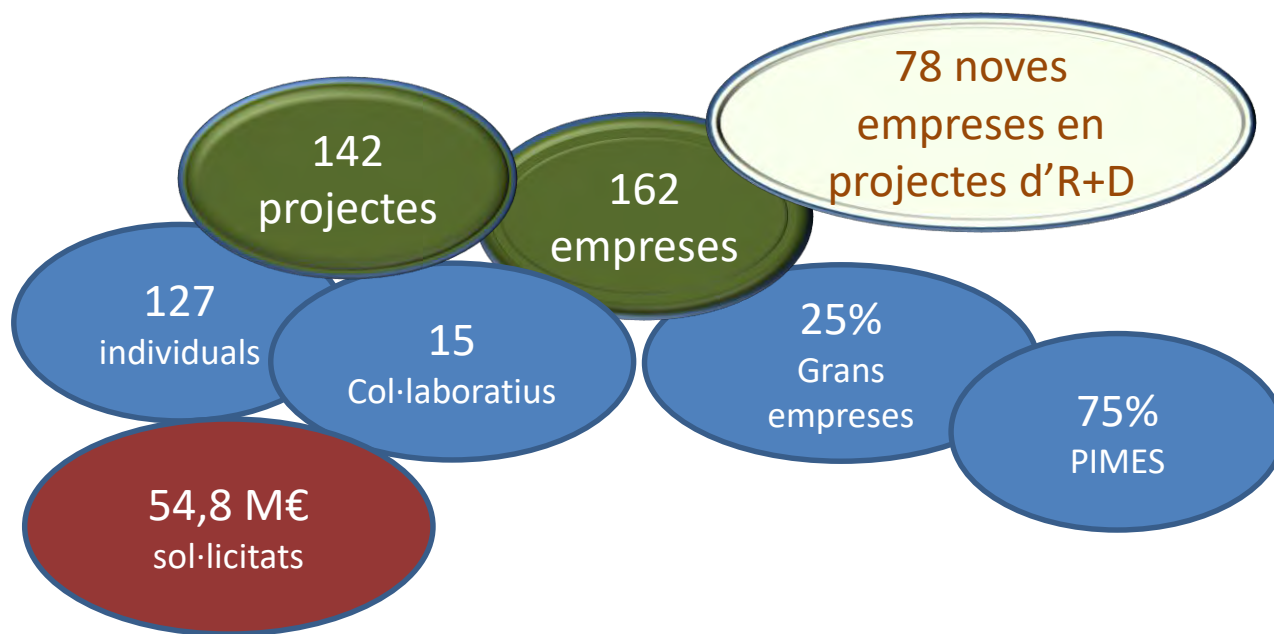 78 noves
empreses en
projectes d’R+D
142
projectes
162
empreses
127
individuals
15
Col·laboratius
25%
Grans
empreses
75%
PIMES
54,8 M€
sol·licitats